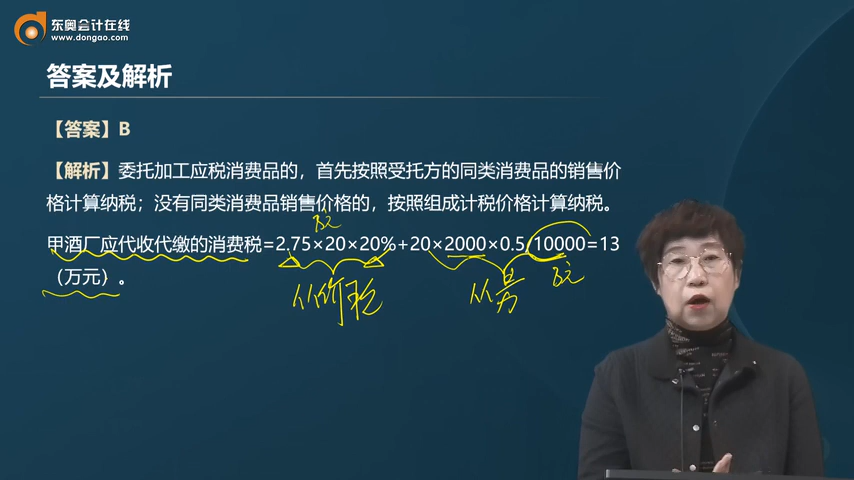 东奥会计在线
www.dongao.com
答案及解析
【答案】B
【解析】委托加工应税消费品的，首先按照受托方的同类消费品的销售价
格计算纳税；没有同类消费品销售价格的，按照组成计税价格计算纳税。
甲酒厂应代收代缴的消费税=2.75×20×20%+20×2000×0.5/10000=13
（万元）。
从价 从量